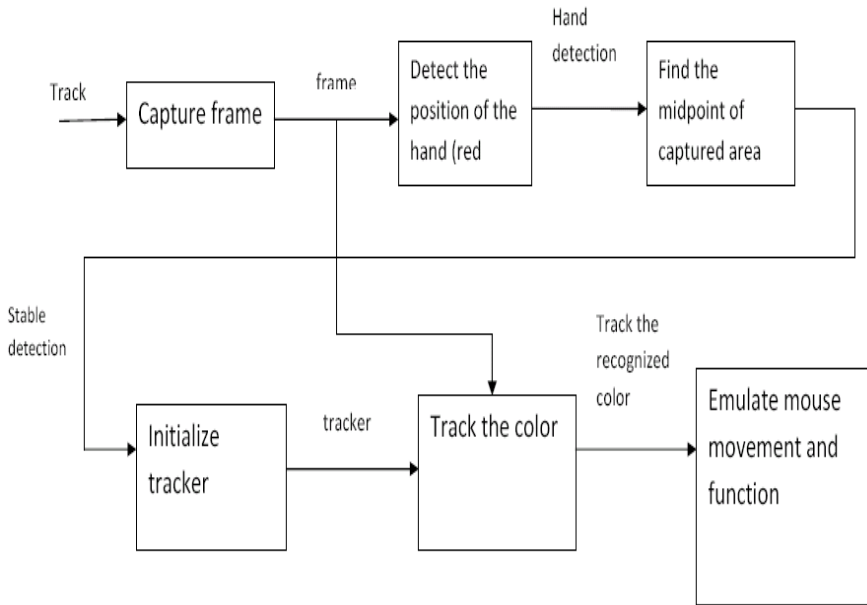 Track
Capture frame
frame
Detect the
position of the
hand (red
Hand
detection
Find the
midpoint of
captured area
Stable
detection
Initialize
tracker
tracker
Track the color
Track the
recognized
color
Emulate mouse
movement and
function